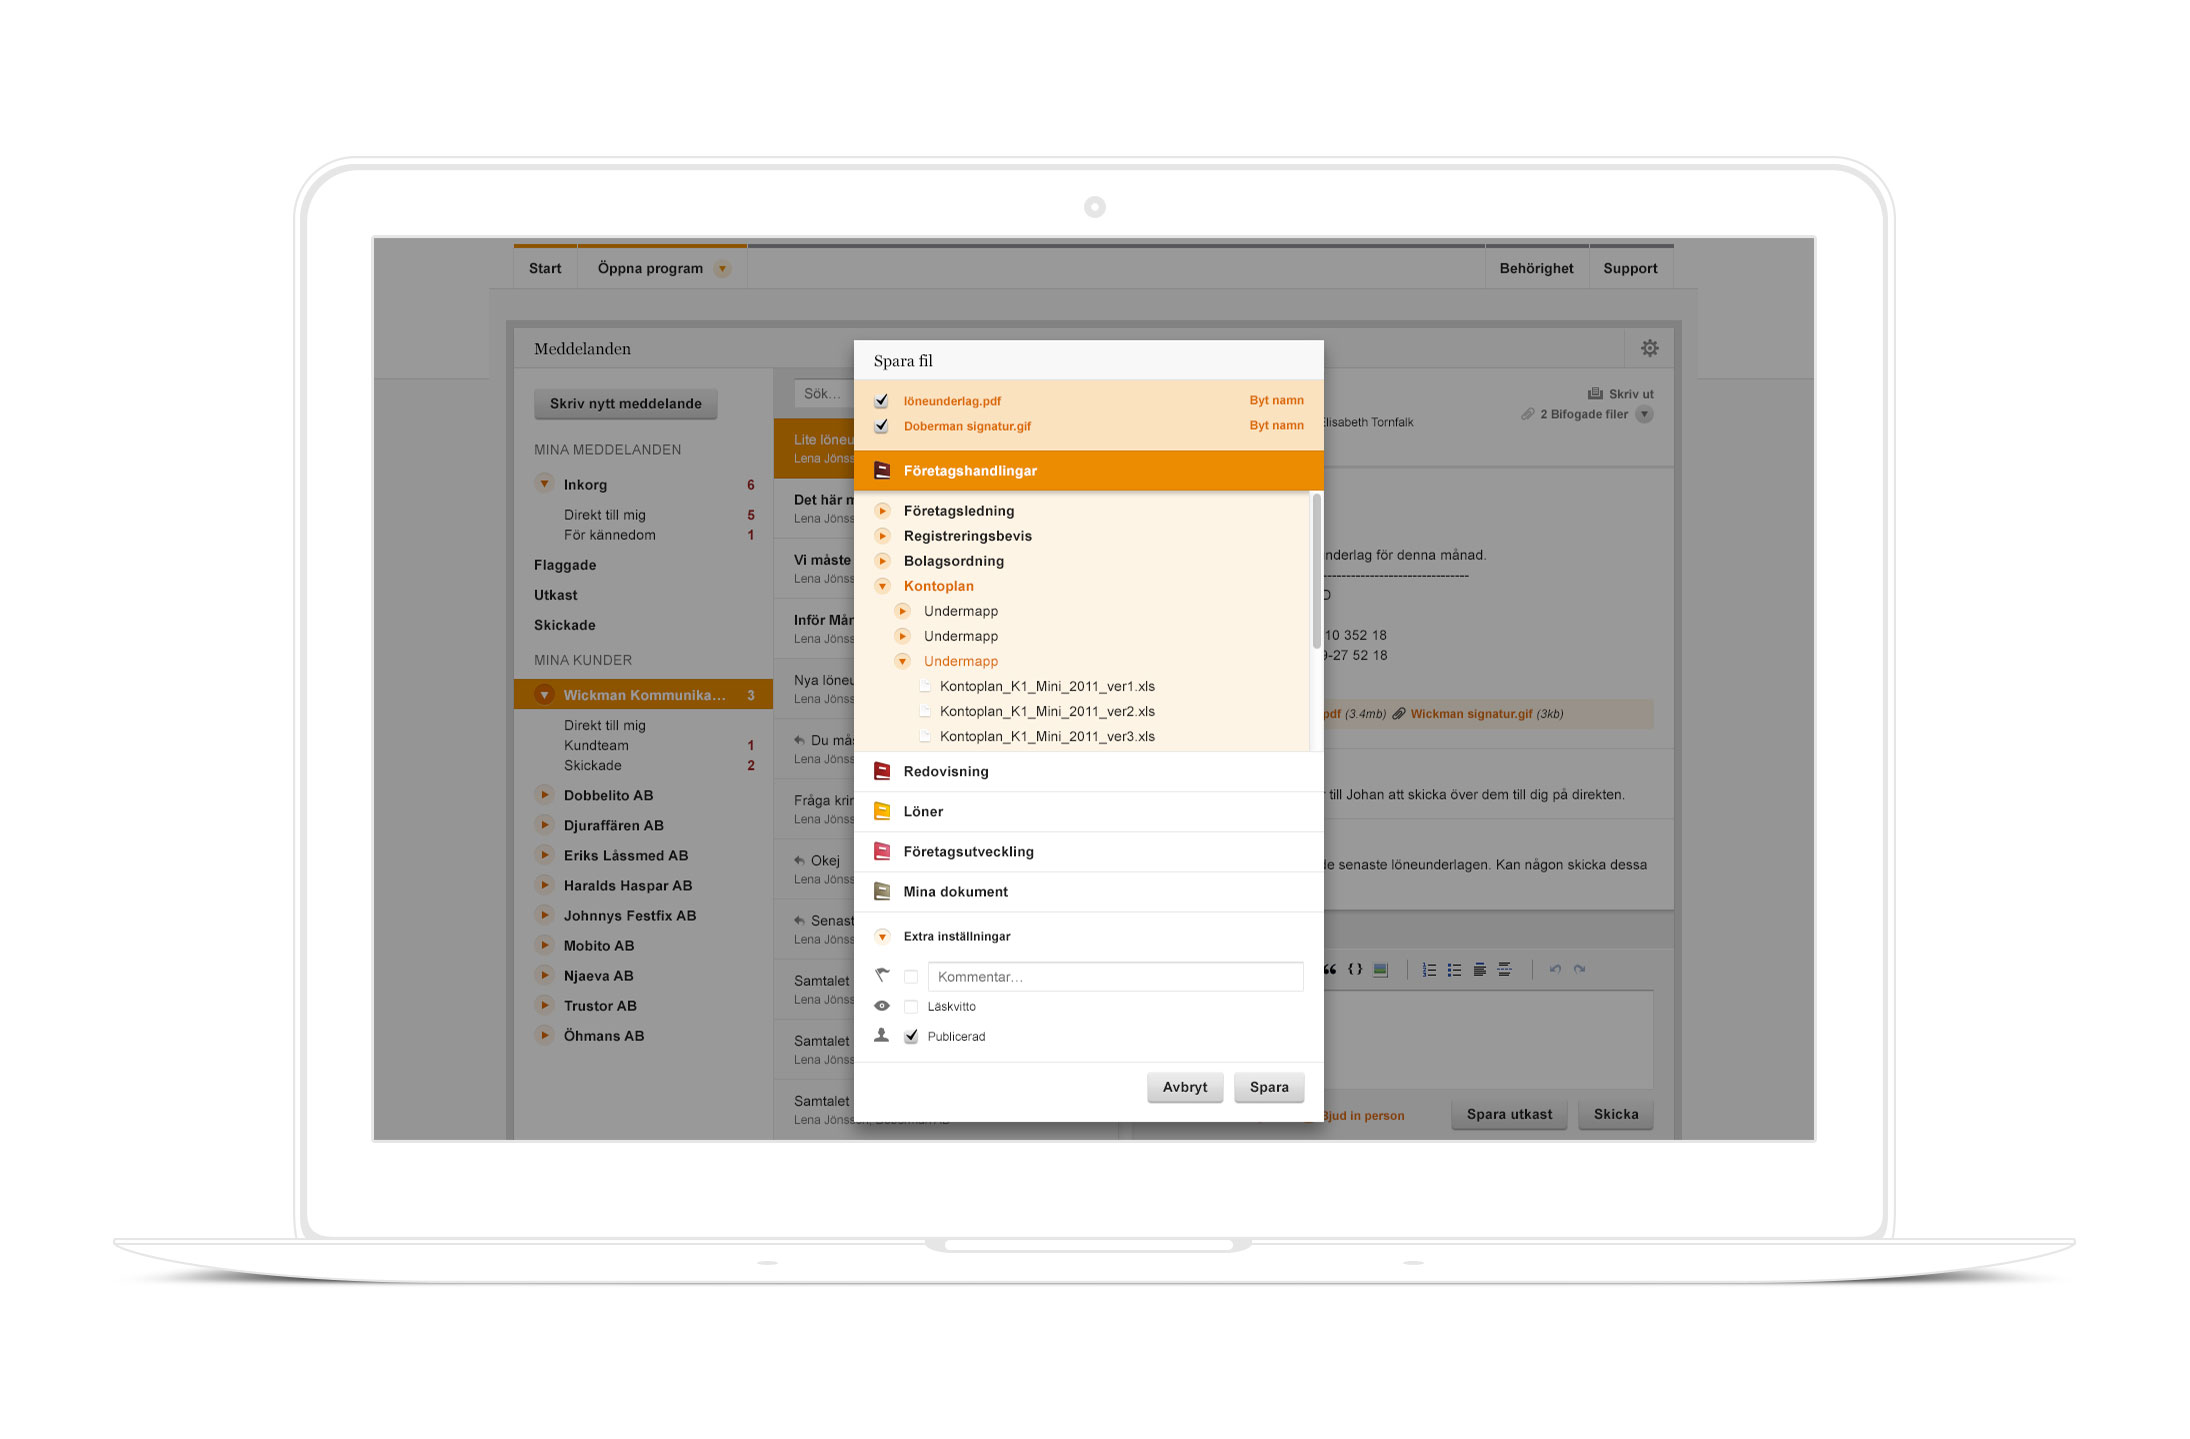 Start
Öppna program
Behörighet
Support
Meddelanden
Skriv nytt meddelande
MINA MEDDELANDEN
Inkorg 6
Direkt till mig 5
För kännedom 1
Flaggade
Utkast
Skickade
MINA KUNDER
Wickman Kommunika... 3
Direkt till mig
Kundteam 1
Skickade 2
Dobbelito AB
Djuraffären AB
Eriks Låssmed AB
Haralds Haspar AB
Johnnys Festfix AB
Mobito AB
Njaeva AB
Trustor AB
Öhmans AB
Sök...
Lite löneu
Lena Jönss
Det här m
Lena Jönss
Vi måste
Lena Jönss
Inför Mån
Lena Jönss
Nya löneu
Lena Jönss
Du mås
Lena Jönss
Fråga krin
Lena Jönss
Okej
Lena Jönss
Senast
Lena Jönss
Samtalet
Lena Jönss
Samtalet
Lena Jönss
Samtalet
Spara fil
löneunderlag.pdf Byt namn
Doberman signatur.gif Byt namn
Företagshandlingar
Företagsledning
Registreringsbevis
Bolagsordning
Kontoplan
Undermapp
Undermapp
Undermapp
Kontoplan_K1_Mini_2011_ver1.xls
Kontoplan_K1_Mini_2011_ver2.xls
Kontoplan_K1_Mini_2011_ver3.xls
Redovisning
Löner
Företagsutveckling
Mina dokument
Extra inställningar
Kommentar...
Läskvitto
Publicerad
Avbryt
Spara
Skriv ut
2 Bifogade filer
Elisabeth Tornfalk
nderlag för denna månad.
10 352 18
9-27 52 18
pdf (3.4mb) Wickman signatur.gif (3kb)
till Johan att skicka över dem till dig på direkten.
de senaste löneunderlagen. Kan någon skicka dessa
Bjud in person
Spara utkast
Skicka